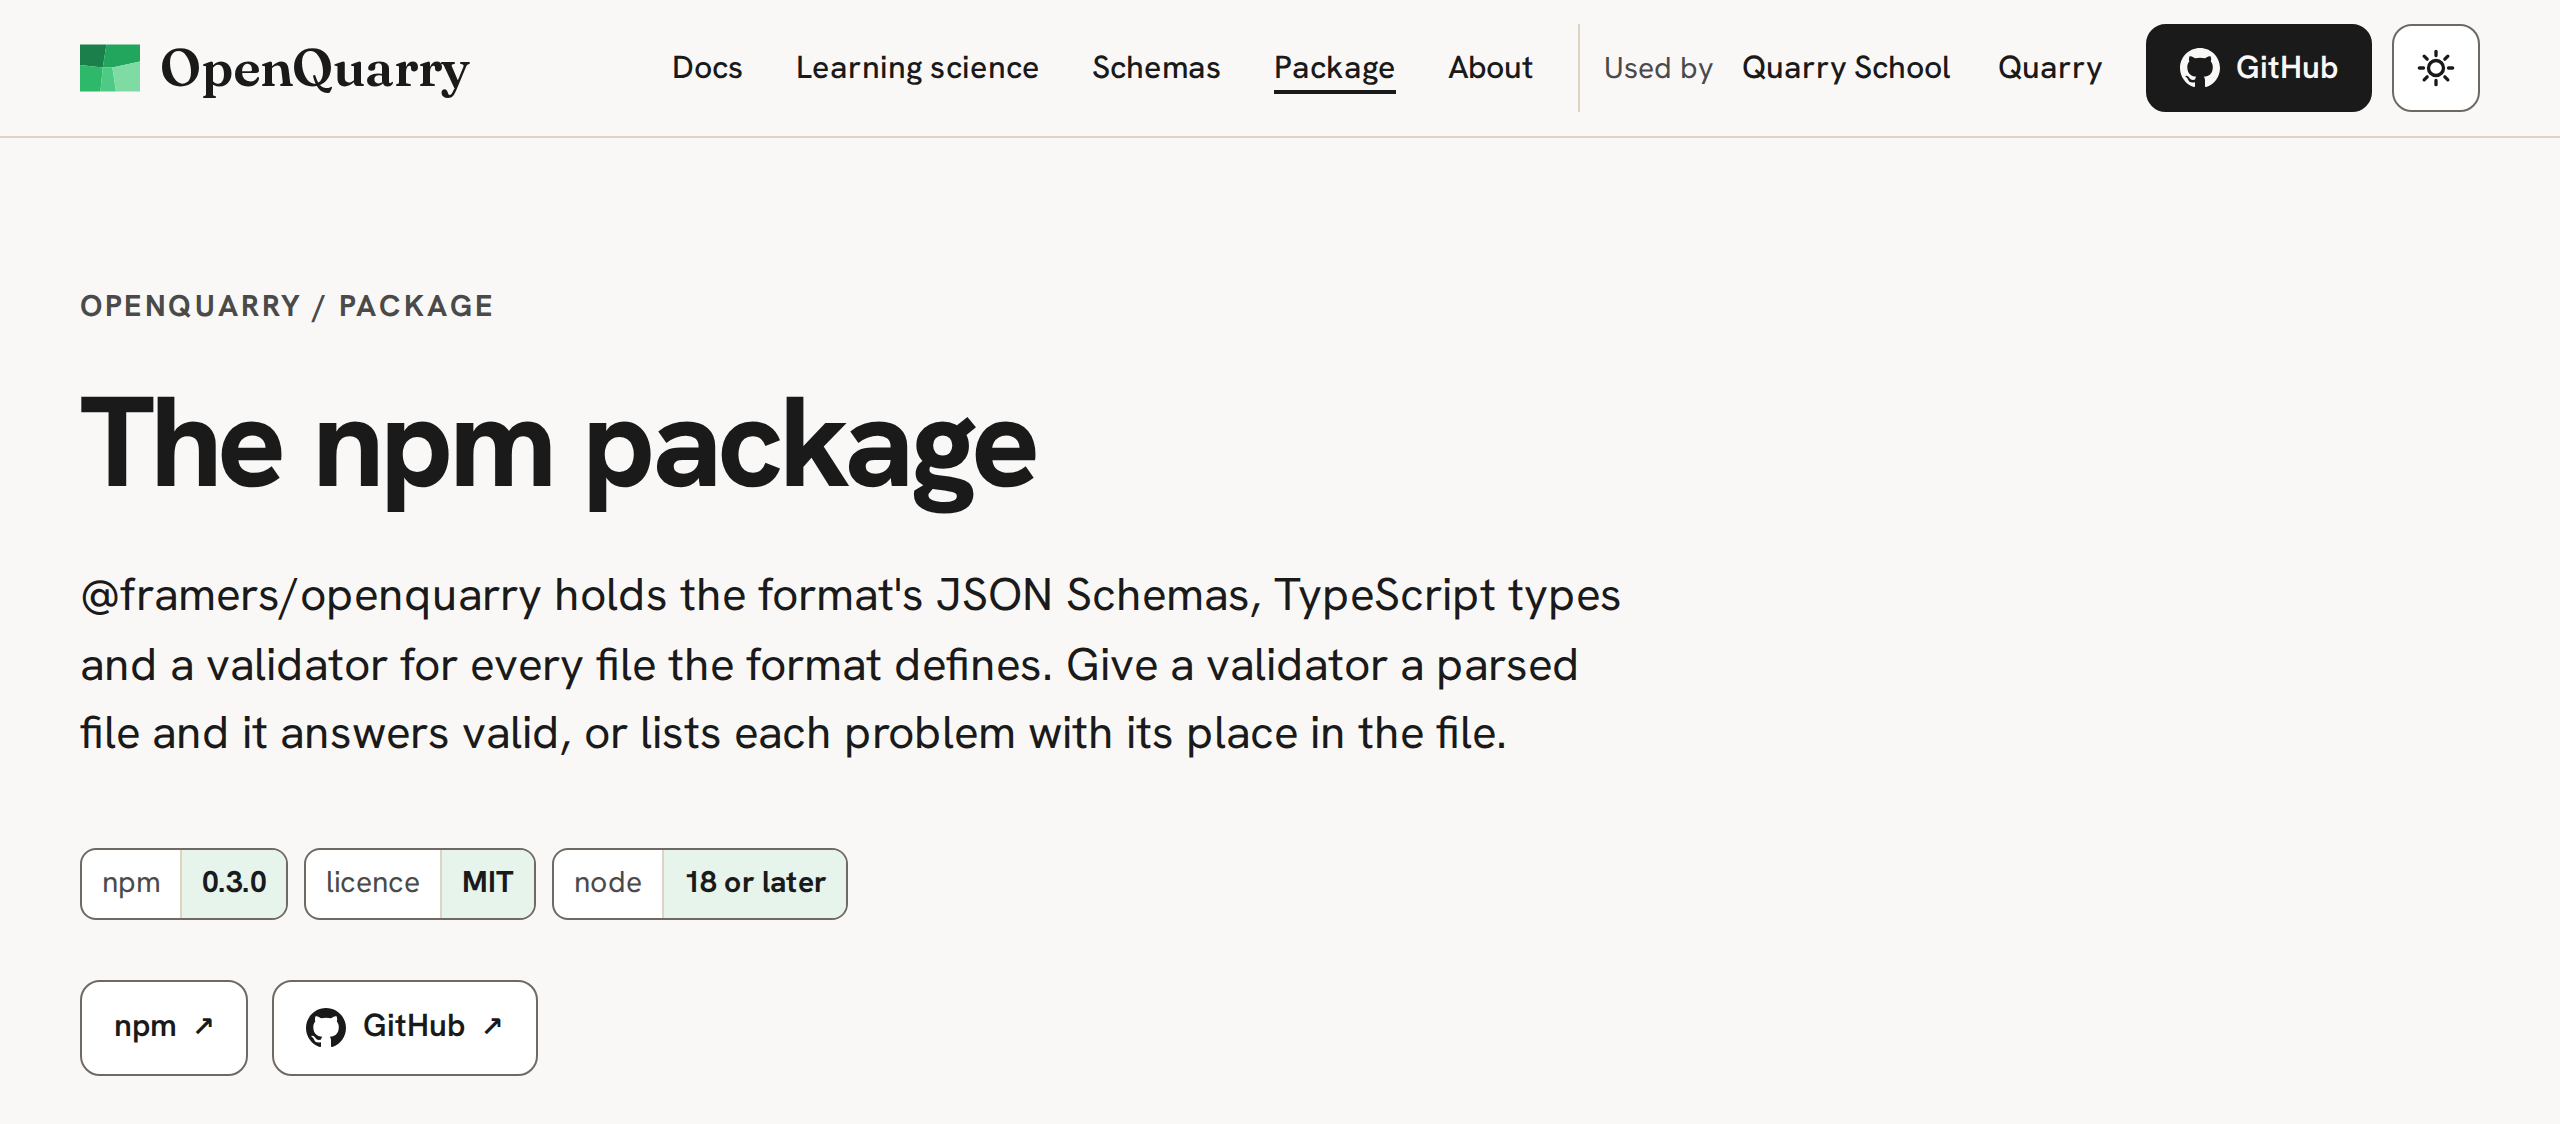 OpenQuarry
Docs Learning science Schemas Package About Used by Quarry School Quarry GitHub
OPENQUARRY / PACKAGE
The npm package
@framers/openquarry holds the format's JSON Schemas, TypeScript types
and a validator for every file the format defines. Give a validator a parsed
file and it answers valid, or lists each problem with its place in the file.
npm 0.3.0 licence MIT node 18 or later
npm ↗ GitHub ↗